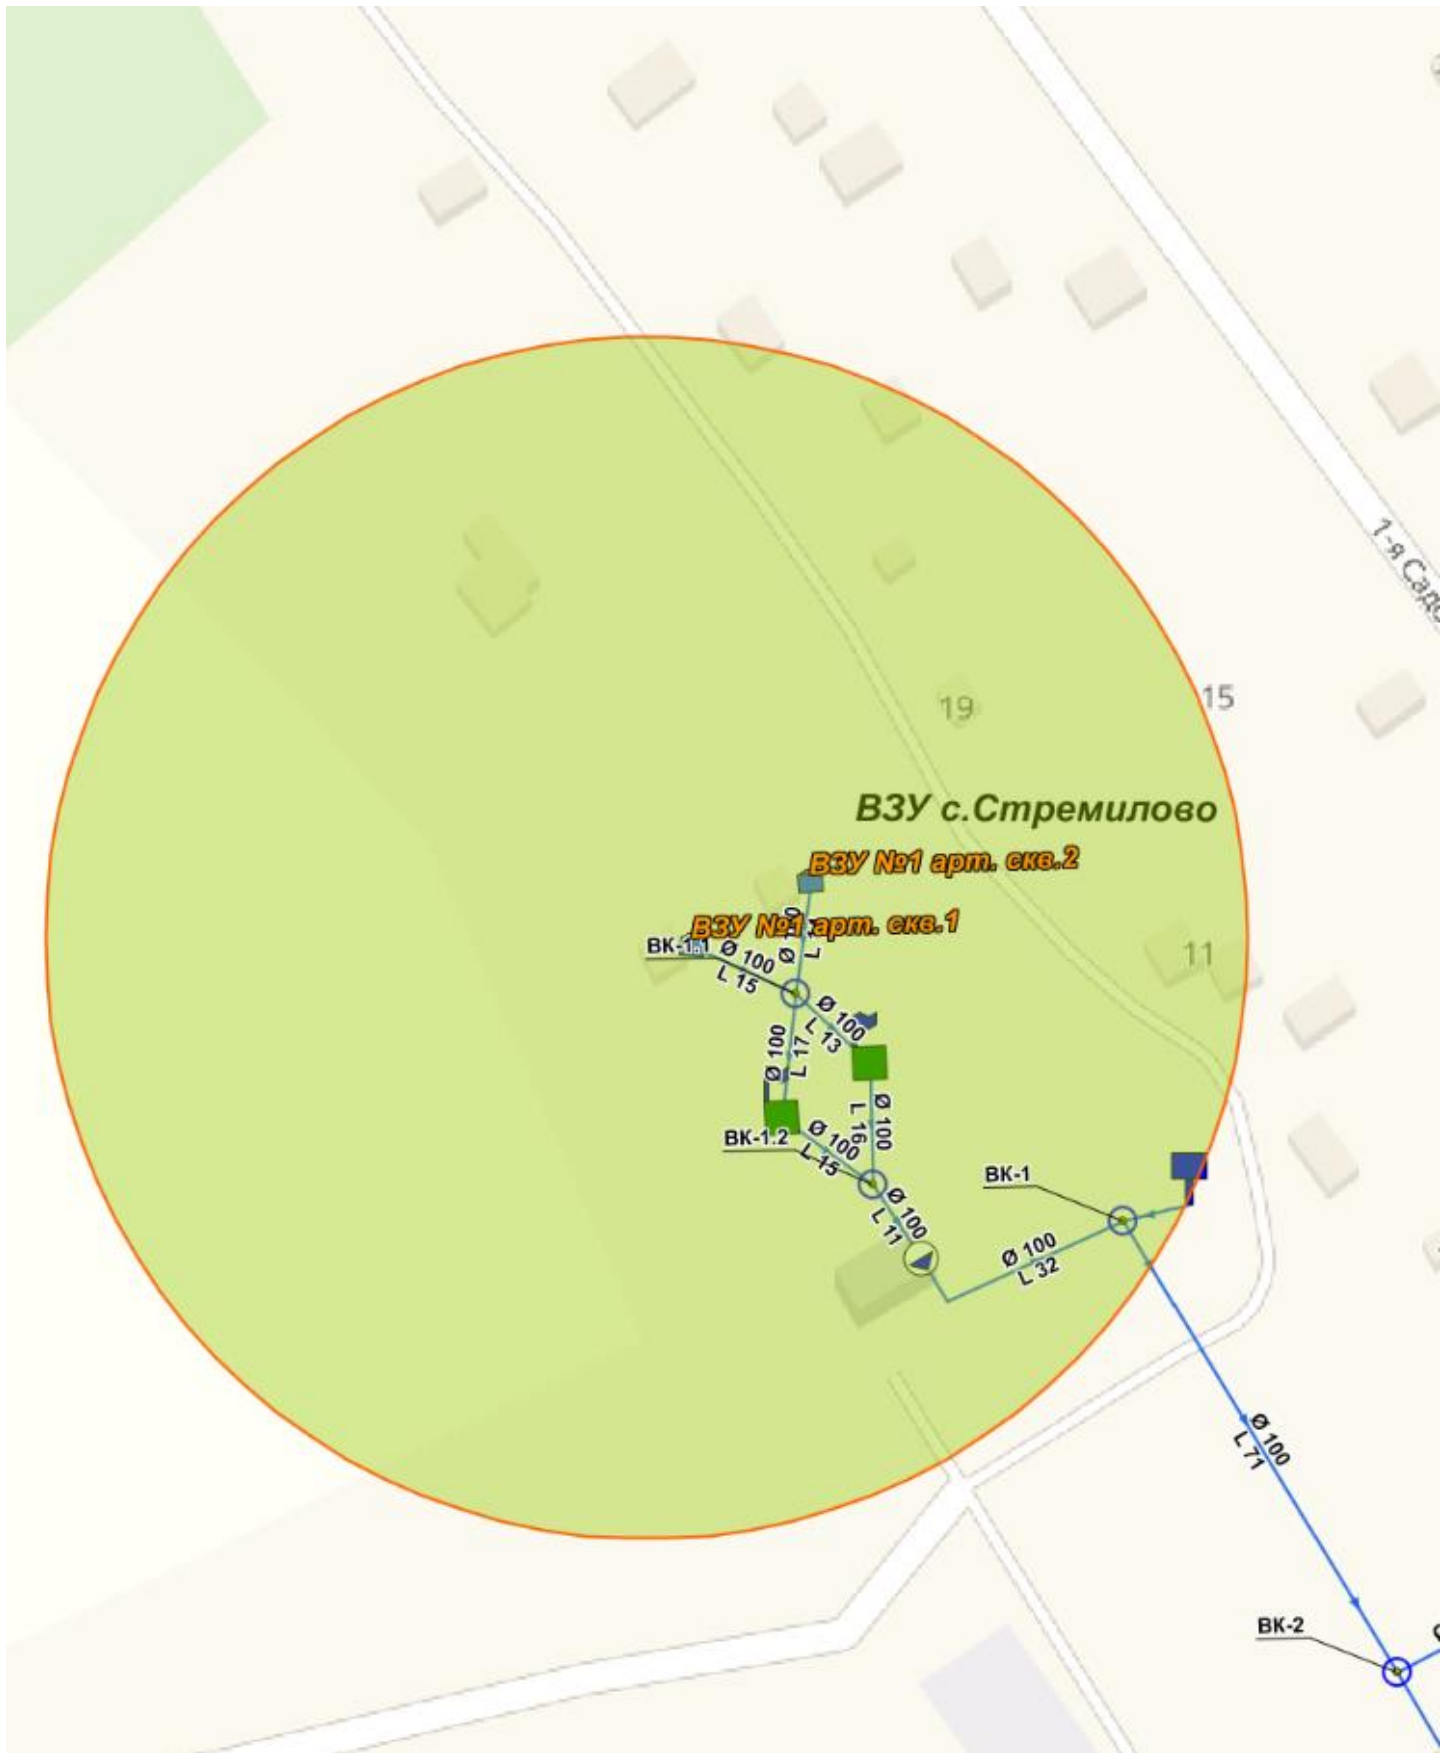 1-я Садо
15
19
ВЗУ с.Стремилово
ВЗУ №1 арт. скв.2
ВЗУ №1 арт. скв.1
ВК-1.1
Ø 100
L 15
Ø 100
L 13
Ø 100
L 17
11
Ø 100
L 16
ВК-1.2
Ø 100
L 15
ВК-1
Ø 100
L 11
Ø 100
L 32
Ø 100
L 71
ВК-2